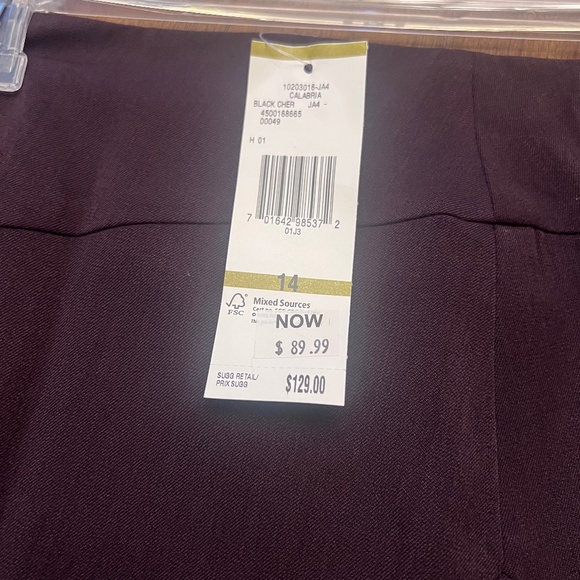 10203016-JA4
CALABRIA
BLACK CHER JA4 -
4500168665
00049
H 01
7 01642 98537 2
01J3
14
FSC
Mixed Sources
NOW
$ 89.99
SUGG RETAIL/
PRIX SUGG
$129.00